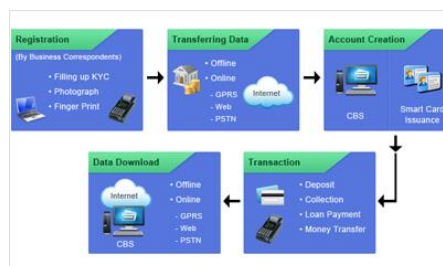 Registration
(By Business Correspondents)
• Filling up KYC
• Photograph
• Finger Print
Transferring Data
• Offline
• Online
- GPRS
- Web
- PSTN
Internet
Account Creation
CBS
Smart Card
Issuance
Data Download
Internet
CBS
• Offline
• Online
- GPRS
- Web
- PSTN
Transaction
• Deposit
• Collection
• Loan Payment
• Money Transfer